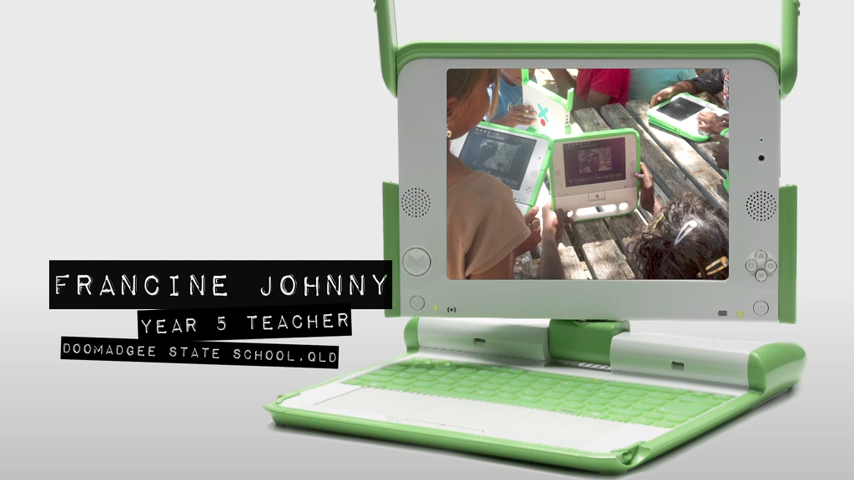 FRANCINE JOHNNY
YEAR 5 TEACHER
DOOMADGEE STATE SCHOOL.QLD